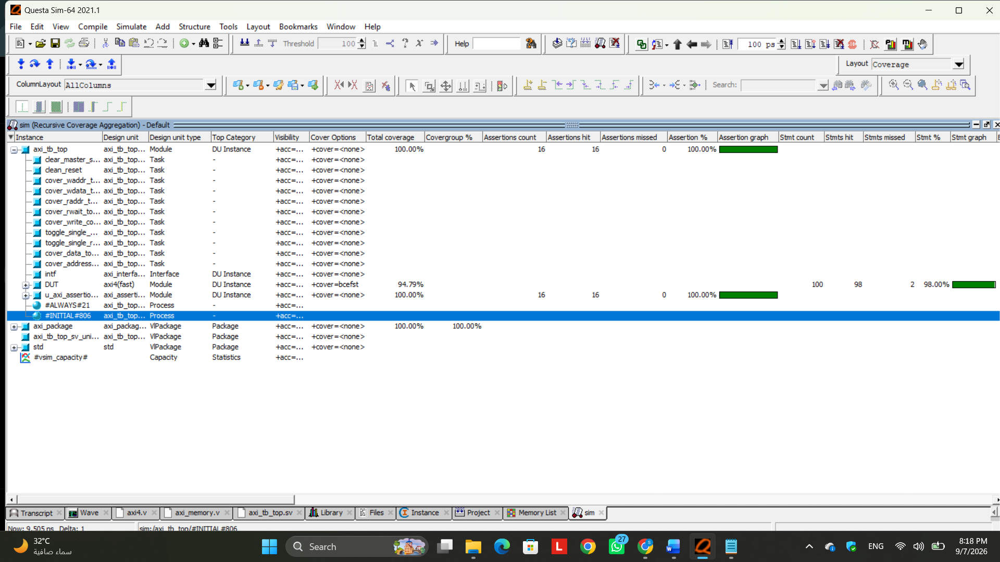 Questa Sim-64 2021.1
File Edit View Compile Simulate Add Structure Tools Layout Bookmarks Window Help
Threshold 100 Help 100 ps
Layout Coverage
ColumnLayout AllColumns Search:
sim (Recursive Coverage Aggregation) - Default
Instance Design unit Design unit type Top Category Visibility Cover Options Total coverage Covergroup % Assertions count Assertions hit Assertions missed Assertion % Assertion graph Stmt count Stmts hit Stmts missed Stmt % Stmt graph
axi_tb_top axi_tb_top... Module DU Instance +acc=... +cover=<none> 100.00% 16 16 0 100.00%
clear_master_s... axi_tb_top... Task - +acc=... +cover=<none>
clean_reset axi_tb_top... Task - +acc=... +cover=<none>
cover_waddr_t... axi_tb_top... Task - +acc=... +cover=<none>
cover_wdata_t... axi_tb_top... Task - +acc=... +cover=<none>
cover_raddr_t... axi_tb_top... Task - +acc=... +cover=<none>
cover_rwait_to... axi_tb_top... Task - +acc=... +cover=<none>
cover_write_co... axi_tb_top... Task - +acc=... +cover=<none>
toggle_single_... axi_tb_top... Task - +acc=... +cover=<none>
toggle_single_r... axi_tb_top... Task - +acc=... +cover=<none>
cover_data_to... axi_tb_top... Task - +acc=... +cover=<none>
cover_address... axi_tb_top... Task - +acc=... +cover=<none>
intf axi_interfa... Interface DU Instance +acc=... +cover=<none>
DUT axi4(fast) Module DU Instance +acc=... +cover=bcefst 94.79% 100 98 2 98.00%
u_axi_assertio... axi_asserti... Module DU Instance +acc=... +cover=<none> 100.00% 16 16 0 100.00%
#ALWAYS#21 axi_tb_top... Process - +acc=...
#INITIAL#806 axi_tb_top... Process - +acc=...
axi_package axi_packag... VlPackage Package +acc=... +cover=<none> 100.00% 100.00%
axi_tb_top_sv_uni... axi_tb_top... VlPackage Package +acc=... +cover=<none>
std std VlPackage Package +acc=... +cover=<none>
#vsim_capacity# Capacity Statistics +acc=...
Transcript Wave axi4.v axi_memory.v axi_tb_top.sv Library Files Instance Project Memory List sim
Now: 9,505 ns Delta: 1 sim:/axi_tb_top/#INITIAL#806
32°C
سماء صافية
Search
27
ENG
8:18 PM
9/7/2026